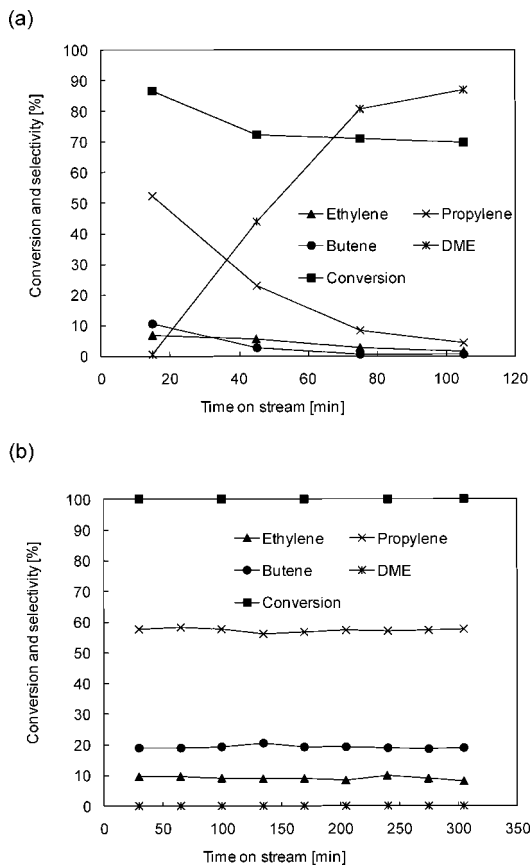 (a)
Conversion and selectivity [%]
100
90
80
70
60
50
40
30
20
10
0
Ethylene
Propylene
Butene
DME
Conversion
0 20 40 60 80 100 120
Time on stream [min]
(b)
Conversion and selectivity [%]
100
90
80
70
60
50
40
30
20
10
0
Ethylene
Propylene
Butene
DME
Conversion
0 50 100 150 200 250 300 350
Time on stream [min]